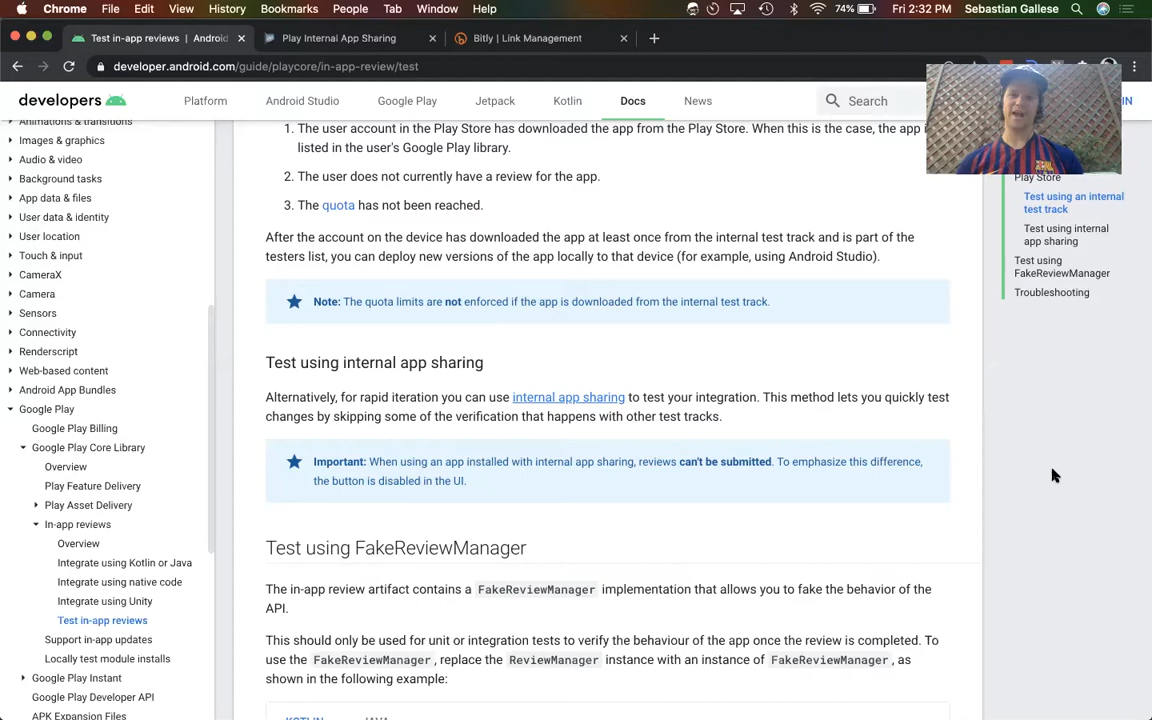 Chrome File Edit View History Bookmarks People Tab Window Help 74% Fri 2:32 PM Sebastian Gallese
Test in-app reviews | Android Play Internal App Sharing Bitly | Link Management
developer.android.com/guide/playcore/in-app-review/test
developers Platform Android Studio Google Play Jetpack Kotlin Docs News Search IN
Animations & transitions
Images & graphics
Audio & video
Background tasks
App data & files
User data & identity
User location
Touch & input
CameraX
Camera
Sensors
Connectivity
Renderscript
Web-based content
Android App Bundles
Google Play
Google Play Billing
Google Play Core Library
Overview
Play Feature Delivery
Play Asset Delivery
In-app reviews
Overview
Integrate using Kotlin or Java
Integrate using native code
Integrate using Unity
Test in-app reviews
Support in-app updates
Locally test module installs
Google Play Instant
Google Play Developer API
APK Expansion Files
1. The user account in the Play Store has downloaded the app from the Play Store. When this is the case, the app i
listed in the user's Google Play library.
2. The user does not currently have a review for the app.
3. The quota has not been reached.
After the account on the device has downloaded the app at least once from the internal test track and is part of the
testers list, you can deploy new versions of the app locally to that device (for example, using Android Studio).
Note: The quota limits are not enforced if the app is downloaded from the internal test track.
Test using internal app sharing
Alternatively, for rapid iteration you can use internal app sharing to test your integration. This method lets you quickly test
changes by skipping some of the verification that happens with other test tracks.
Important: When using an app installed with internal app sharing, reviews can't be submitted. To emphasize this difference,
the button is disabled in the UI.
Test using FakeReviewManager
The in-app review artifact contains a FakeReviewManager implementation that allows you to fake the behavior of the
API.
This should only be used for unit or integration tests to verify the behaviour of the app once the review is completed. To
use the FakeReviewManager, replace the ReviewManager instance with an instance of FakeReviewManager, as
shown in the following example:
KOTLIN JAVA
Play Store
Test using an internal
test track
Test using internal
app sharing
Test using
FakeReviewManager
Troubleshooting